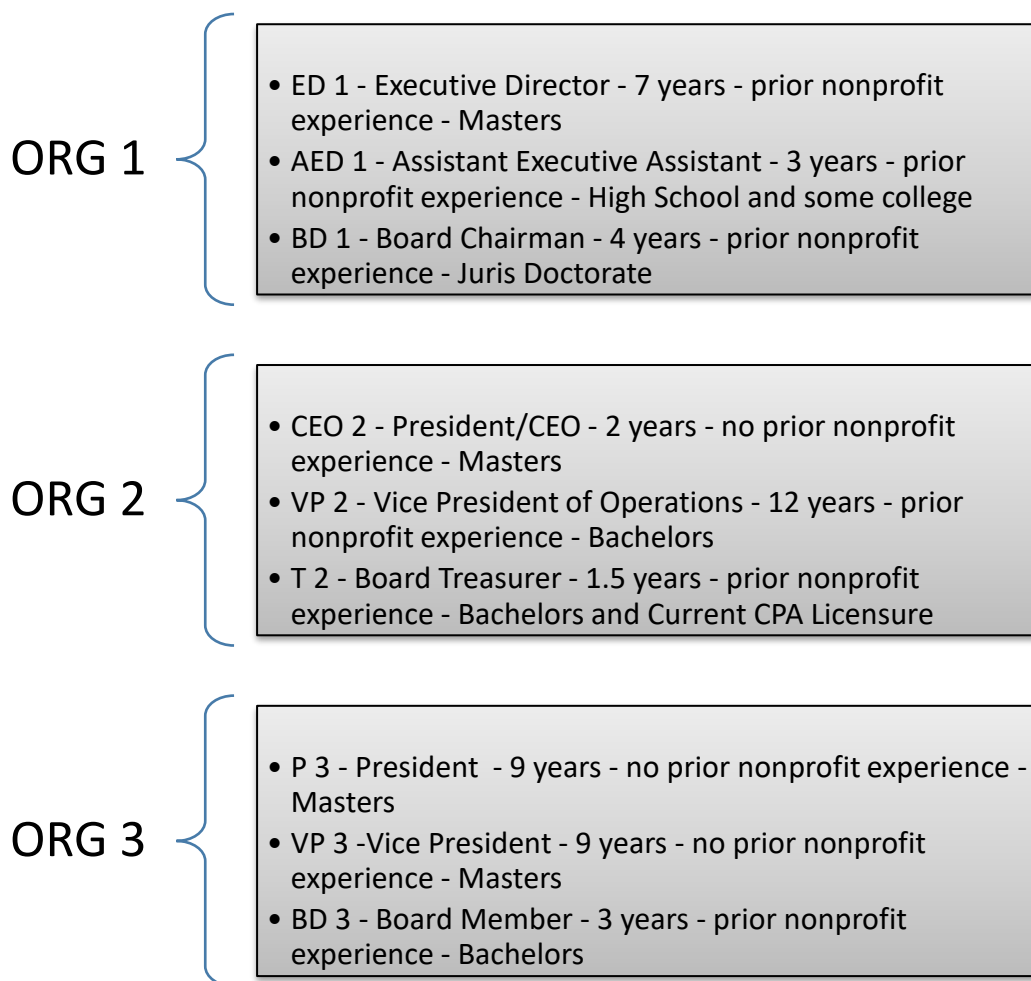 ORG 1
• ED 1 - Executive Director - 7 years - prior nonprofit
experience - Masters
• AED 1 - Assistant Executive Assistant - 3 years - prior
nonprofit experience - High School and some college
• BD 1 - Board Chairman - 4 years - prior nonprofit
experience - Juris Doctorate
ORG 2
• CEO 2 - President/CEO - 2 years - no prior nonprofit
experience - Masters
• VP 2 - Vice President of Operations - 12 years - prior
nonprofit experience - Bachelors
• T 2 - Board Treasurer - 1.5 years - prior nonprofit
experience - Bachelors and Current CPA Licensure
ORG 3
• P 3 - President  - 9 years - no prior nonprofit experience -
Masters
• VP 3 -Vice President - 9 years - no prior nonprofit
experience - Masters
• BD 3 - Board Member - 3 years - prior nonprofit
experience - Bachelors